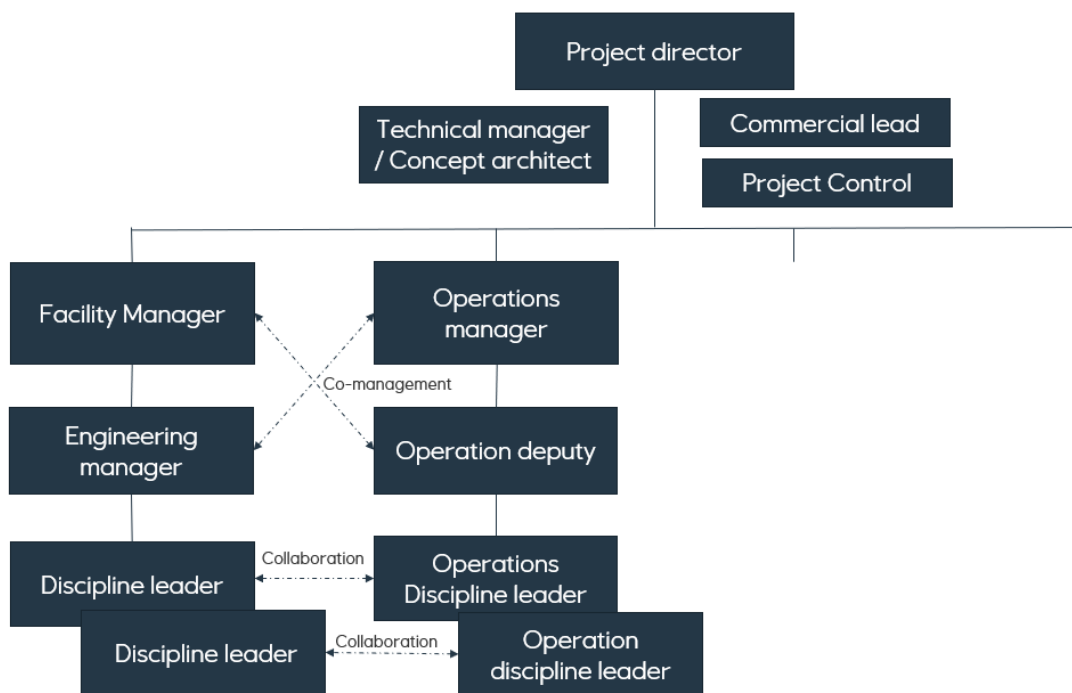 Project director
Technical manager
/ Concept architect
Commercial lead
Project Control
Facility Manager
Operations
manager
Co-management
Engineering
manager
Operation deputy
Discipline leader
Collaboration
Operations
Discipline leader
Discipline leader
Collaboration
Operation
discipline leader